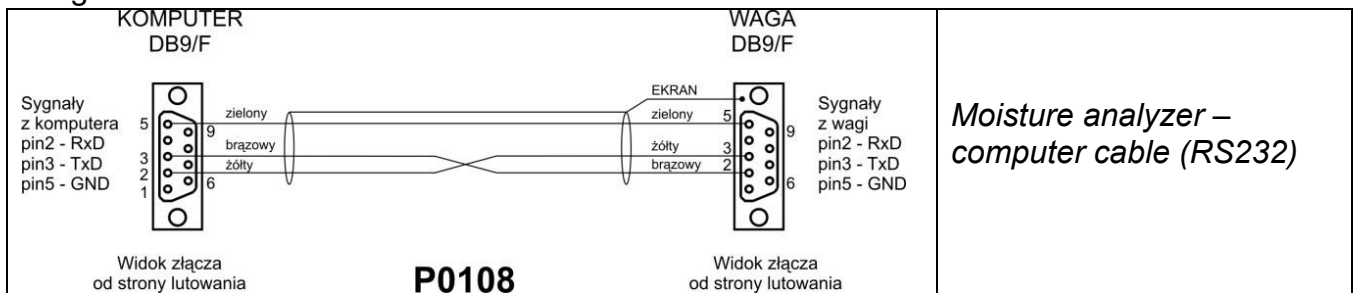 KOMPUTER
DB9/F
Sygnały
z komputera
pin2 - RxD
pin3 - TxD
pin5 - GND
5
9
3
2
1
6
zielony
brązowy
żółty
Widok złącza
od strony lutowania
P0108
WAGA
DB9/F
EKRAN
zielony
żółty
brązowy
5
9
3
2
6
Sygnały
z wagi
pin2 - RxD
pin3 - TxD
pin5 - GND
Widok złącza
od strony lutowania
Moisture analyzer –
computer cable (RS232)